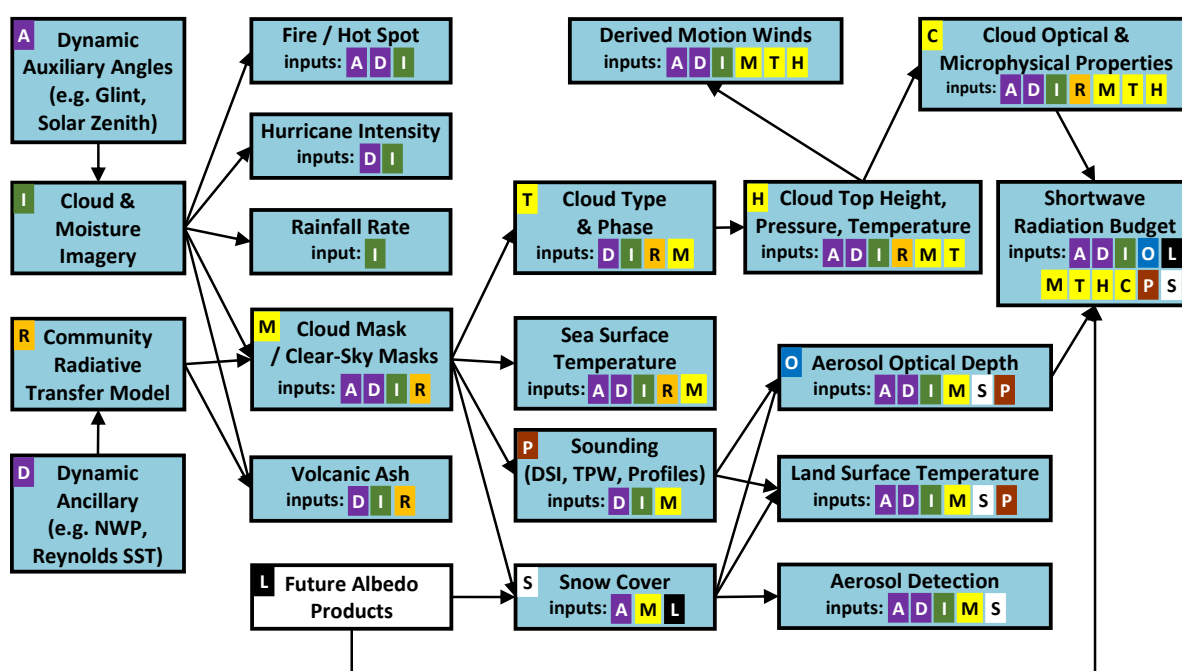 A
Dynamic
Auxiliary Angles
(e.g. Glint,
Solar Zenith)
I
Cloud &
Moisture
Imagery
R
Community
Radiative
Transfer Model
D
Dynamic
Ancillary
(e.g. NWP,
Reynolds SST)
Fire / Hot Spot
inputs: A D I
Hurricane Intensity
inputs: D I
Rainfall Rate
input: I
M
Cloud Mask
/ Clear-Sky Masks
inputs: A D I R
Volcanic Ash
inputs: D I R
L
Future Albedo
Products
Derived Motion Winds
inputs: A D I M T H
T
Cloud Type
& Phase
inputs: D I R M
Sea Surface
Temperature
inputs: A D I R M
P
Sounding
(DSI, TPW, Profiles)
inputs: D I M
S
Snow Cover
inputs: A M L
H
Cloud Top Height,
Pressure, Temperature
inputs: A D I R M T
O
Aerosol Optical Depth
inputs: A D I M S P
Land Surface Temperature
inputs: A D I M S P
Aerosol Detection
inputs: A D I M S
C
Cloud Optical &
Microphysical Properties
inputs: A D I R M T H
Shortwave
Radiation Budget
inputs: A D I O L
M T H C P S